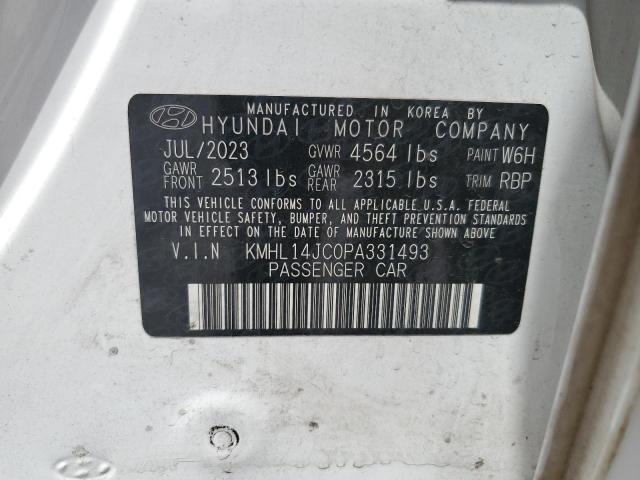 MANUFACTURED IN KOREA BY
HYUNDAI MOTOR COMPANY
JUL/2023 GVWR 4564 lbs PAINT W6H
GAWR FRONT 2513 lbs GAWR REAR 2315 lbs TRIM RBP
THIS VEHICLE CONFORMS TO ALL APPLICABLE U.S.A. FEDERAL
MOTOR VEHICLE SAFETY, BUMPER, AND THEFT PREVENTION STANDARDS
IN EFFECT ON THE DATE OF MANUFACTURE SHOWN ABOVE.
V.I.N KMHL14JC0PA331493
PASSENGER CAR